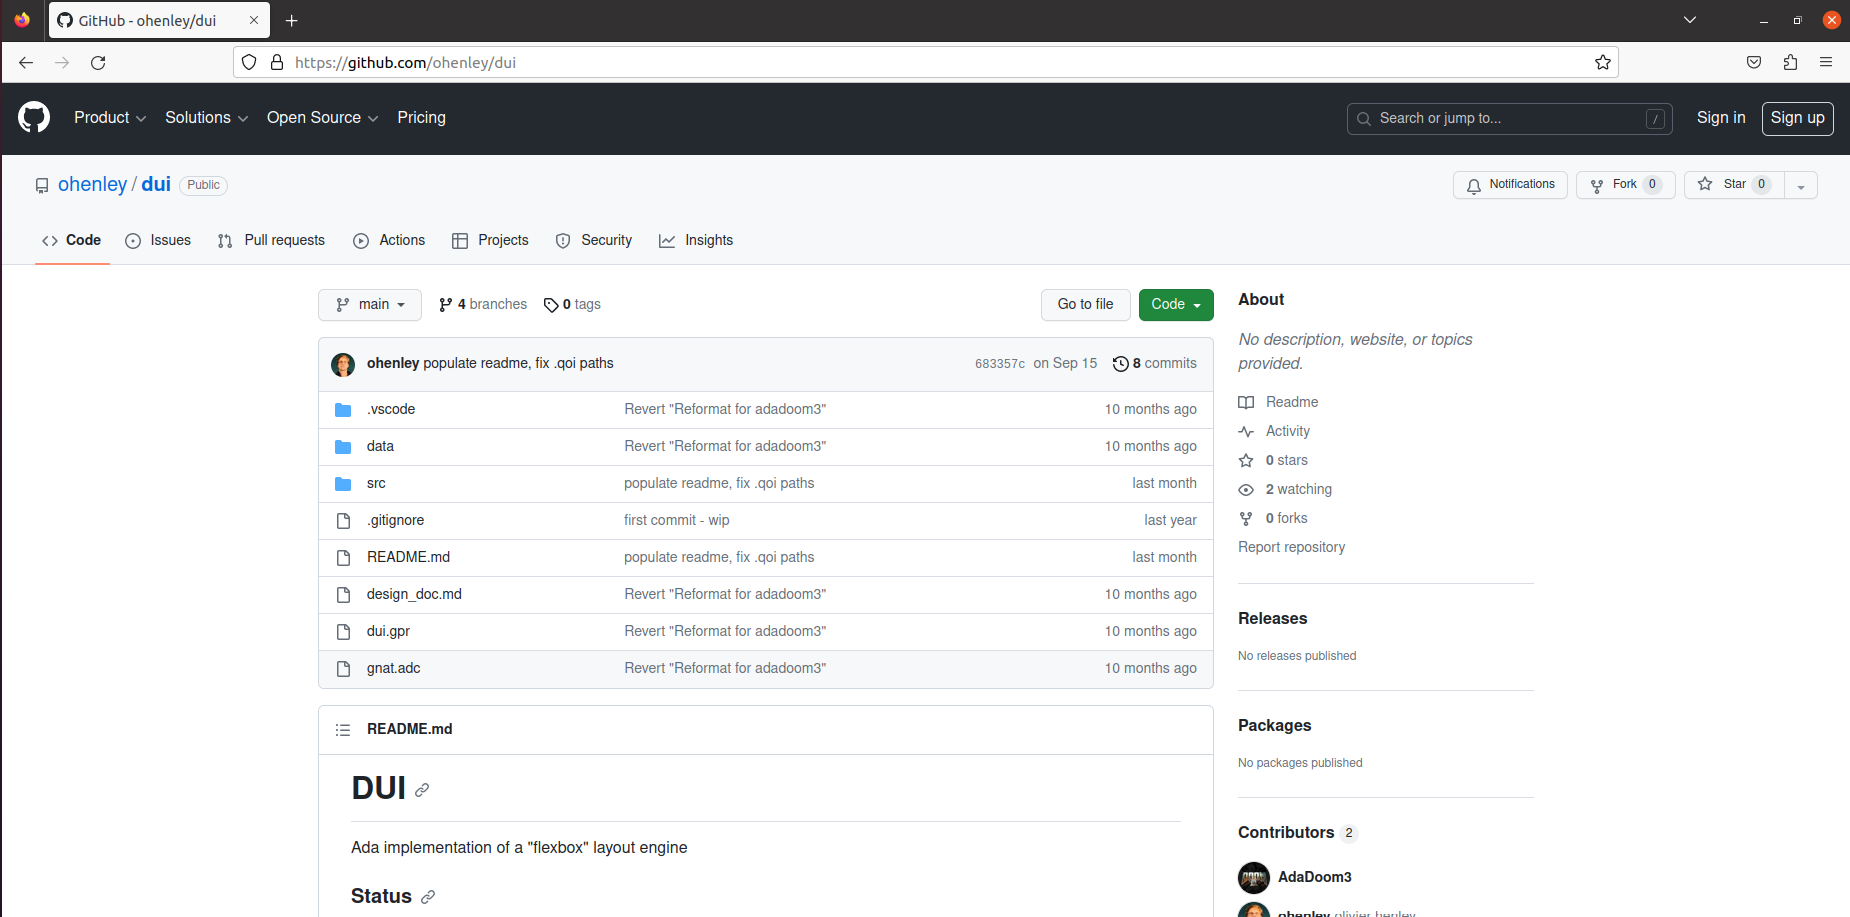 GitHub - ohenley/dui
https://github.com/ohenley/dui
Product Solutions Open Source Pricing Search or jump to... / Sign in Sign up
ohenley / dui Public Notifications Fork 0 Star 0
Code Issues Pull requests Actions Projects Security Insights
main 4 branches 0 tags Go to file Code
ohenley populate readme, fix .qoi paths 683357c on Sep 15 8 commits
.vscode Revert "Reformat for adadoom3" 10 months ago
data Revert "Reformat for adadoom3" 10 months ago
src populate readme, fix .qoi paths last month
.gitignore first commit - wip last year
README.md populate readme, fix .qoi paths last month
design_doc.md Revert "Reformat for adadoom3" 10 months ago
dui.gpr Revert "Reformat for adadoom3" 10 months ago
gnat.adc Revert "Reformat for adadoom3" 10 months ago
README.md
DUI
Ada implementation of a "flexbox" layout engine
Status
About
No description, website, or topics
provided.
Readme
Activity
0 stars
2 watching
0 forks
Report repository
Releases
No releases published
Packages
No packages published
Contributors 2
AdaDoom3
ohenley olivier henley